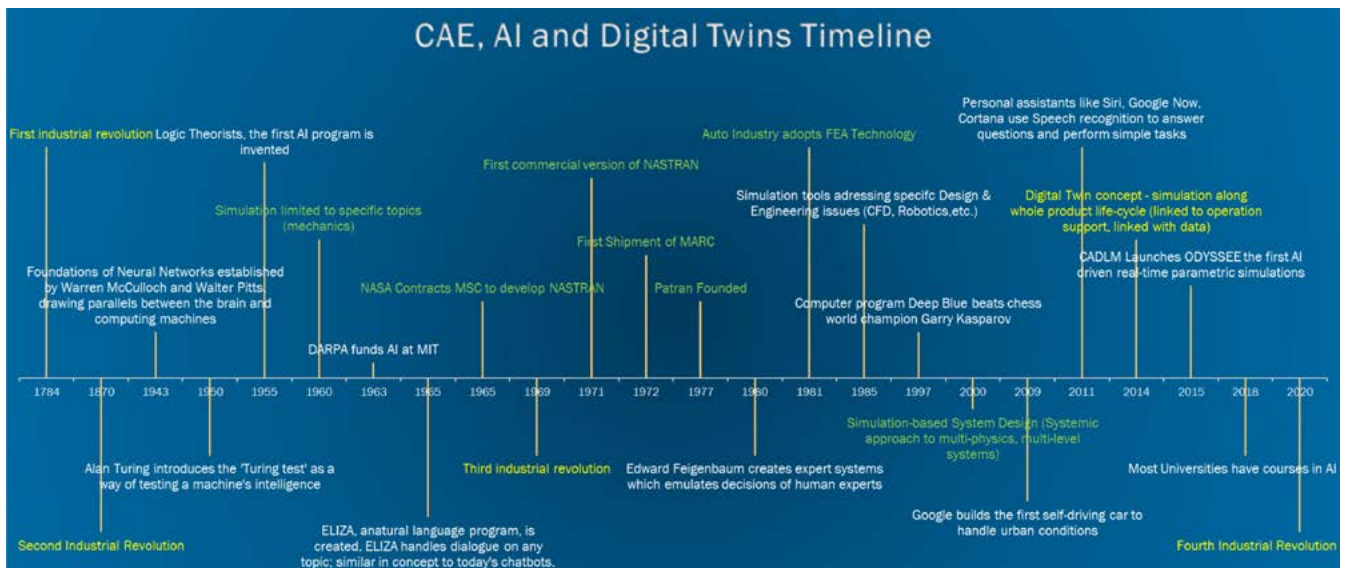 CAE, AI and Digital Twins Timeline
First industrial revolution
Logic Theorists, the first AI program is
invented
Simulation limited to specific topics
(mechanics)
Foundations of Neural Networks established
by Warren McCulloch and Walter Pitts,
drawing parallels between the brain and
computing machines
DARPA funds AI at MIT
NASA Contracts MSC to develop NASTRAN
First commercial version of NASTRAN
First Shipment of MARC
Patran Founded
Auto Industry adopts FEA Technology
Simulation tools adressing specifc Design &
Engineering issues (CFD, Robotics,etc.)
Computer program Deep Blue beats chess
world champion Garry Kasparov
Personal assistants like Siri, Google Now,
Cortana use Speech recognition to answer
questions and perform simple tasks
Digital Twin concept - simulation along
whole product life-cycle (linked to operation
support, linked with data)
CADLM Launches ODYSSEE the first AI
driven real-time parametric simulations
1784 1870 1943 1950 1955 1960 1963 1965 1965 1969 1971 1972 1977 1980 1981 1985 1997 2000 2009 2011 2014 2015 2018 2020
Second Industrial Revolution
Alan Turing introduces the 'Turing test' as a
way of testing a machine's intelligence
ELIZA, anatural language program, is
created. ELIZA handles dialogue on any
topic; similar in concept to today's chatbots.
Third industrial revolution
Edward Feigenbaum creates expert systems
which emulates decisions of human experts
Simulation-based System Design (Systemic
approach to multi-physics, multi-level
systems)
Google builds the first self-driving car to
handle urban conditions
Most Universities have courses in AI
Fourth Industrial Revolution